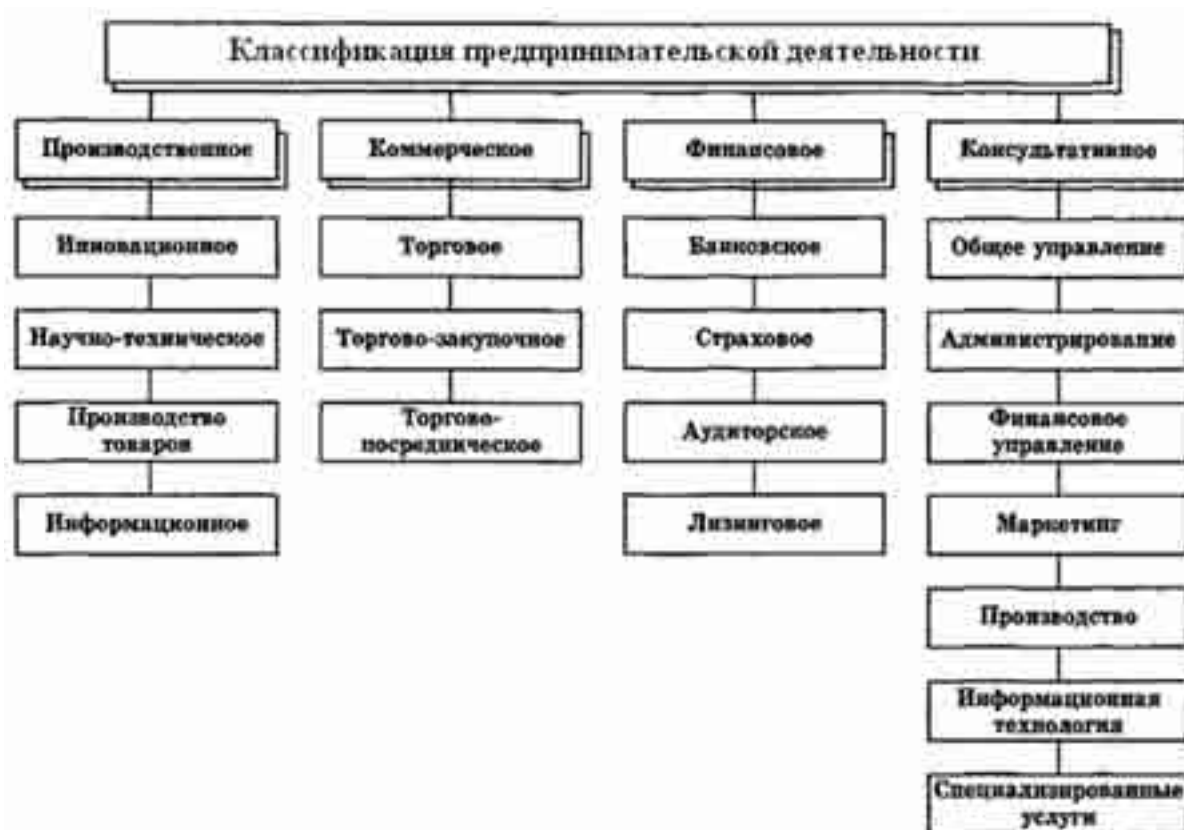 Классификация предпринимательской деятельности
Производственное
Инновационное
Научно-техническое
Производство
товаров
Информационное
Коммерческое
Торговое
Торгово-закупочное
Торгово-
посредническое
Финансовое
Банковское
Страховое
Аудиторское
Лизинговое
Консультативное
Общее управление
Администрирование
Финансовое
управление
Маркетинг
Производство
Информационная
технология
Специализированные
услуги